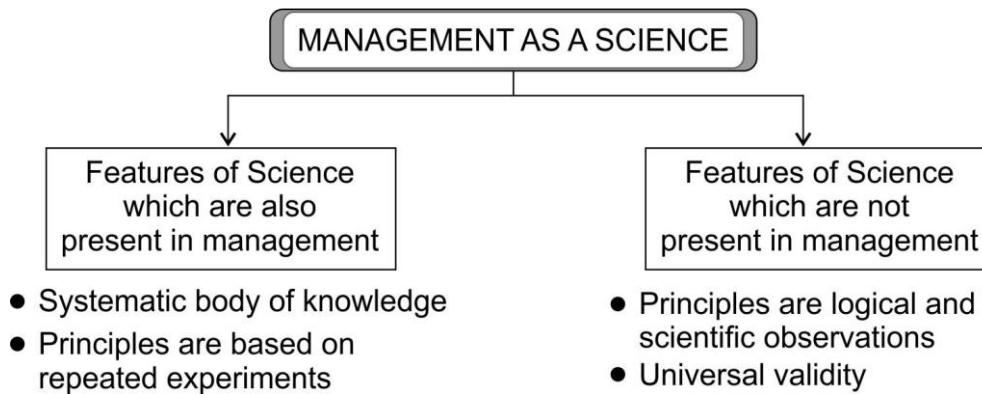 MANAGEMENT AS A SCIENCE
Features of Science
which are also
present in management
● Systematic body of knowledge
● Principles are based on
repeated experiments
Features of Science
which are not
present in management
● Principles are logical and
scientific observations
● Universal validity